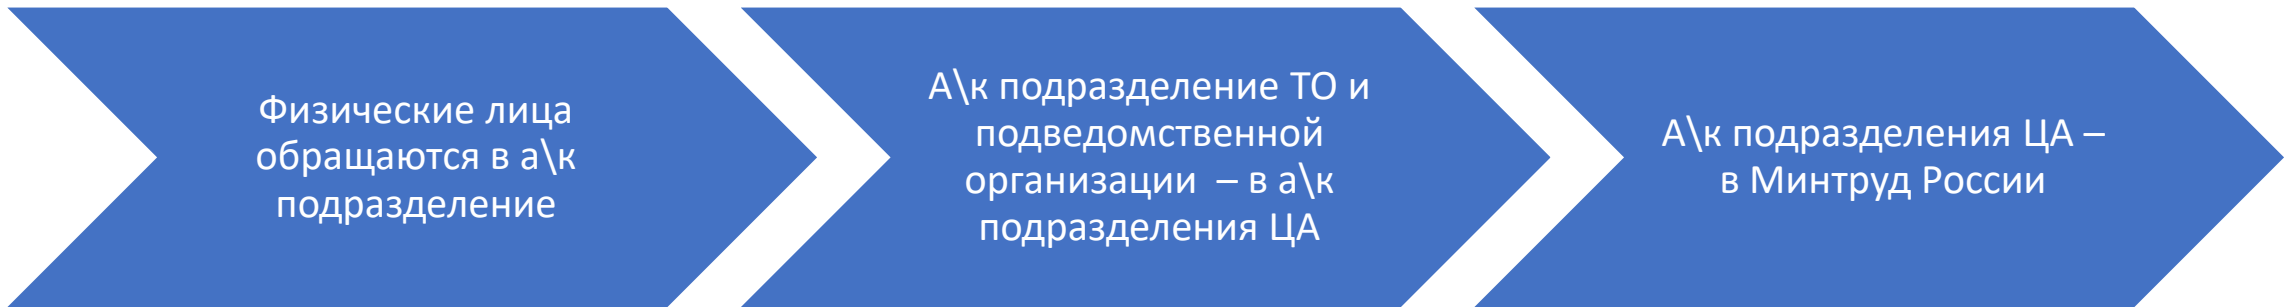 Физические лица
обращаются в а\к
подразделение
А\к подразделение ТО и
подведомственной
организации – в а\к
подразделения ЦА
А\к подразделения ЦА –
в Минтруд России